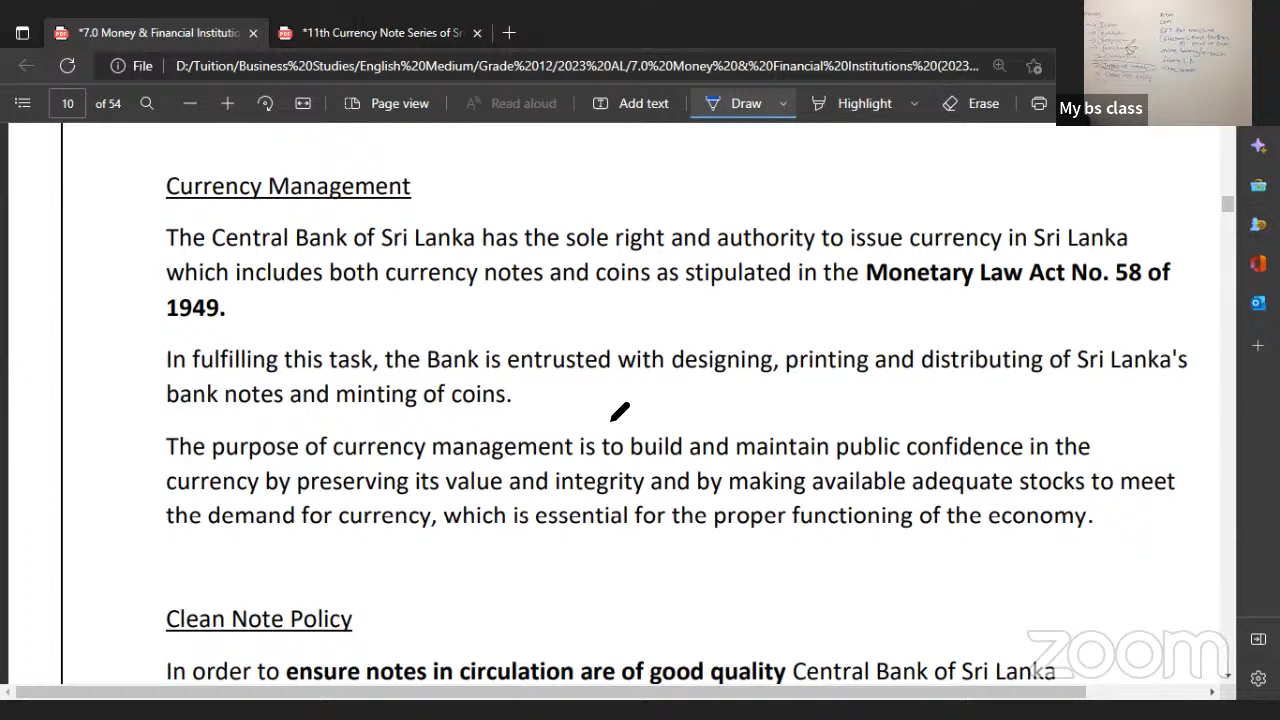 *7.0 Money & Financial Institutio
*11th Currency Note Series of Sr
File
D:/Tuition/Business%20Studies/English%20Medium/Grade%2012/2023%20AL/7.0%20Money%20&%20Financial%20Institutions%20(2023...
10 of 54
Page view
Read aloud
Add text
Draw
Highlight
Erase
My bs class
Currency Management
The Central Bank of Sri Lanka has the sole right and authority to issue currency in Sri Lanka
which includes both currency notes and coins as stipulated in the Monetary Law Act No. 58 of
1949.
In fulfilling this task, the Bank is entrusted with designing, printing and distributing of Sri Lanka's
bank notes and minting of coins.
The purpose of currency management is to build and maintain public confidence in the
currency by preserving its value and integrity and by making available adequate stocks to meet
the demand for currency, which is essential for the proper functioning of the economy.
Clean Note Policy
In order to ensure notes in circulation are of good quality Central Bank of Sri Lanka
zoom